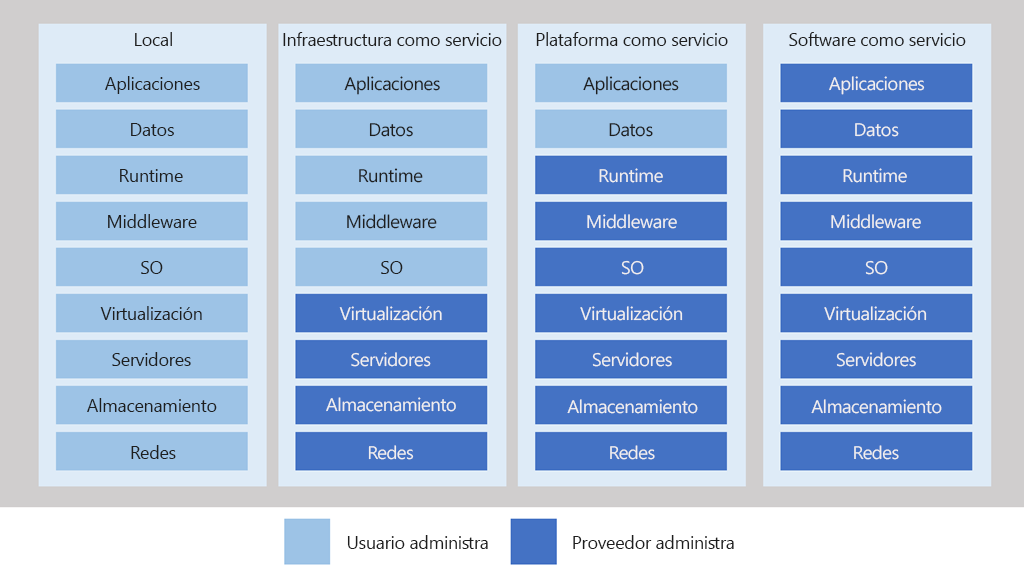 Local
Aplicaciones
Datos
Runtime
Middleware
SO
Virtualización
Servidores
Almacenamiento
Redes
Infraestructura como servicio
Aplicaciones
Datos
Runtime
Middleware
SO
Virtualización
Servidores
Almacenamiento
Redes
Plataforma como servicio
Aplicaciones
Datos
Runtime
Middleware
SO
Virtualización
Servidores
Almacenamiento
Redes
Software como servicio
Aplicaciones
Datos
Runtime
Middleware
SO
Virtualización
Servidores
Almacenamiento
Redes
Usuario administra
Proveedor administra